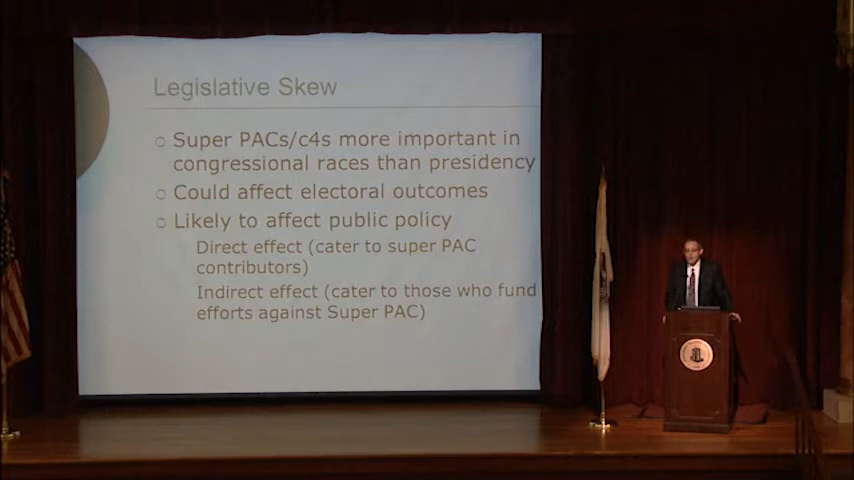 Legislative Skew
Super PACs/c4s more important in
congressional races than presidency
Could affect electoral outcomes
Likely to affect public policy
Direct effect (cater to super PAC
contributors)
Indirect effect (cater to those who fund
efforts against Super PAC)